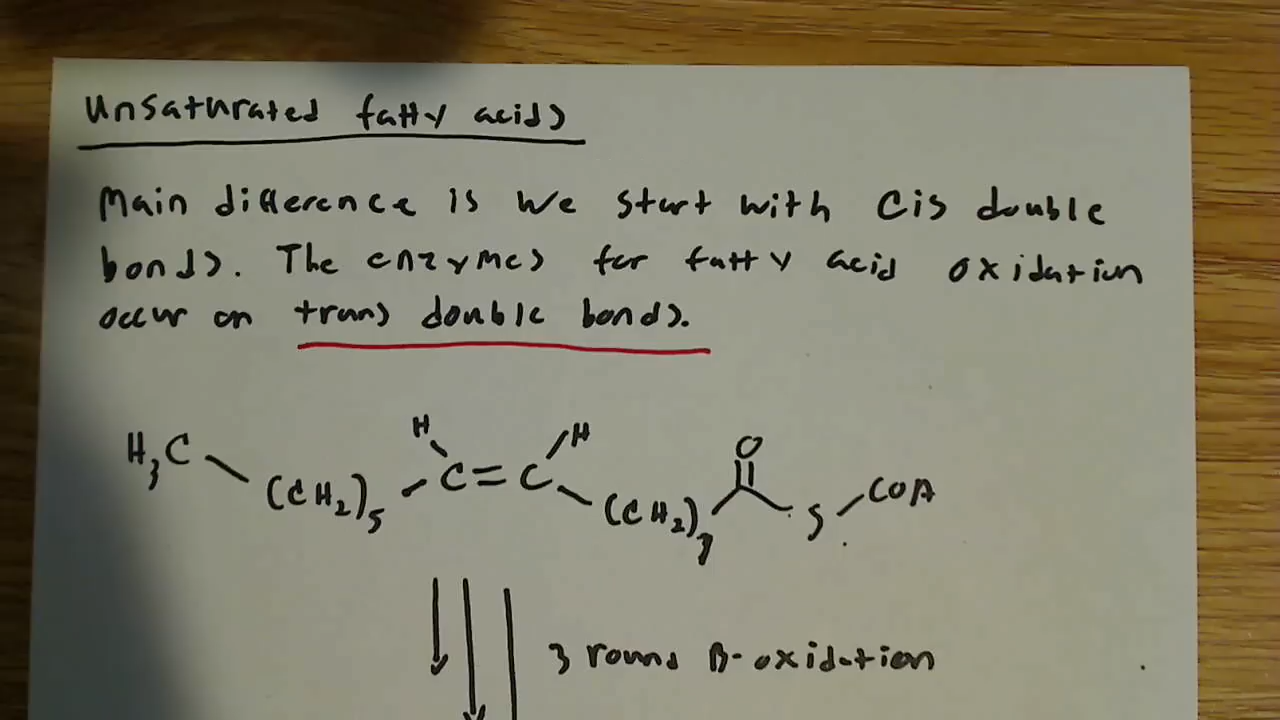 Unsaturated fatty acids
Main difference is we start with Cis double
bonds. The enzymes for fatty acid oxidation
occur on trans double bonds.
H H O
H3C (CH2)5 C=C (CH2)7 S COA
3 round B-oxidation